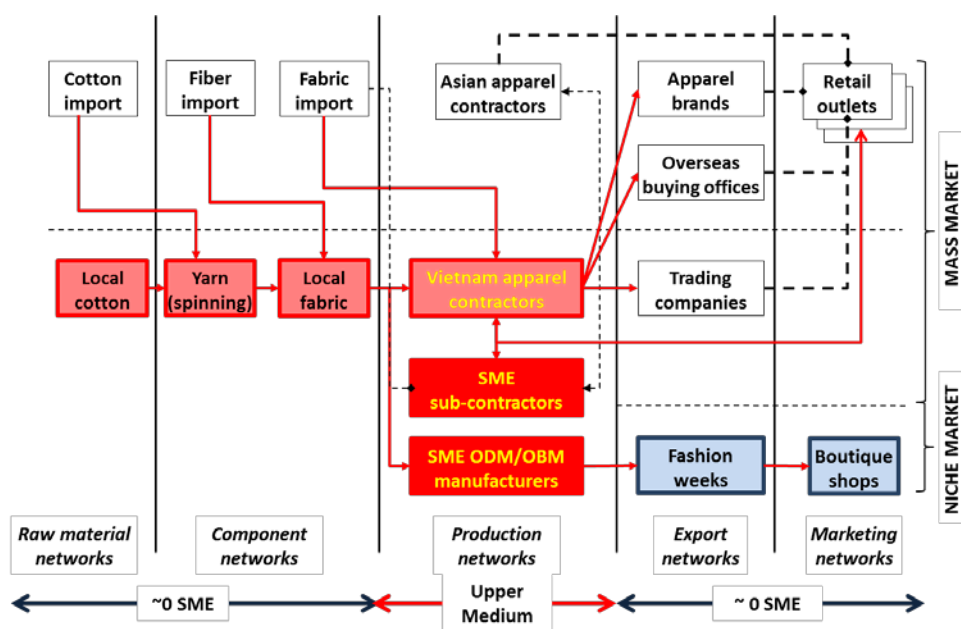 Cotton
import
Fiber
import
Fabric
import
Asian apparel
contractors
Apparel
brands
Retail
outlets
Overseas
buying offices
MASS MARKET
Local
cotton
Yarn
(spinning)
Local
fabric
Vietnam apparel
contractors
Trading
companies
SME
sub-contractors
SME ODM/OBM
manufacturers
Fashion
weeks
Boutique
shops
NICHE MARKET
Raw material
networks
Component
networks
Production
networks
Export
networks
Marketing
networks
~0 SME
Upper
Medium
~ 0 SME